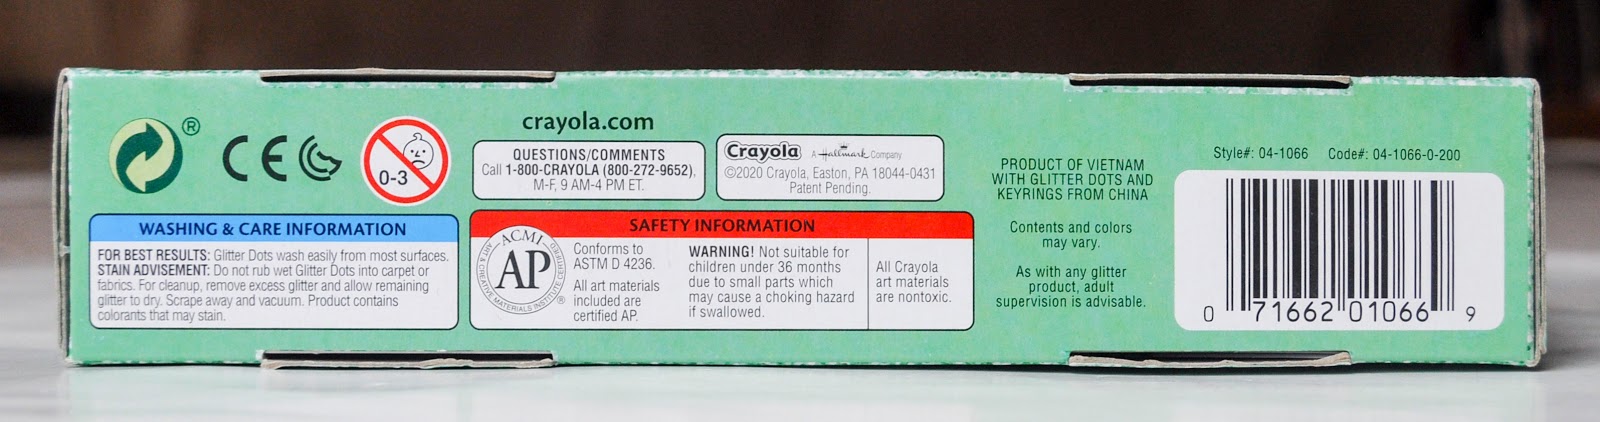 ®
CE
0-3
crayola.com
QUESTIONS/COMMENTS
Call 1-800-CRAYOLA (800-272-9652),
M-F, 9 AM-4 PM ET.
Crayola A Hallmark Company
©2020 Crayola, Easton, PA 18044-0431
Patent Pending.
WASHING & CARE INFORMATION
FOR BEST RESULTS: Glitter Dots wash easily from most surfaces.
STAIN ADVISEMENT: Do not rub wet Glitter Dots into carpet or
fabrics. For cleanup, remove excess glitter and allow remaining
glitter to dry. Scrape away and vacuum. Product contains
colorants that may stain.
SAFETY INFORMATION
ACMI
AP
ART & CREATIVE MATERIALS INSTITUTE CERTIFIED
®
Conforms to
ASTM D 4236.
All art materials
included are
certified AP.
WARNING! Not suitable for
children under 36 months
due to small parts which
may cause a choking hazard
if swallowed.
All Crayola
art materials
are nontoxic.
PRODUCT OF VIETNAM
WITH GLITTER DOTS AND
KEYRINGS FROM CHINA
Contents and colors
may vary.
As with any glitter
product, adult
supervision is advisable.
Style#: 04-1066 Code#: 04-1066-0-200
0 71662 01066 9